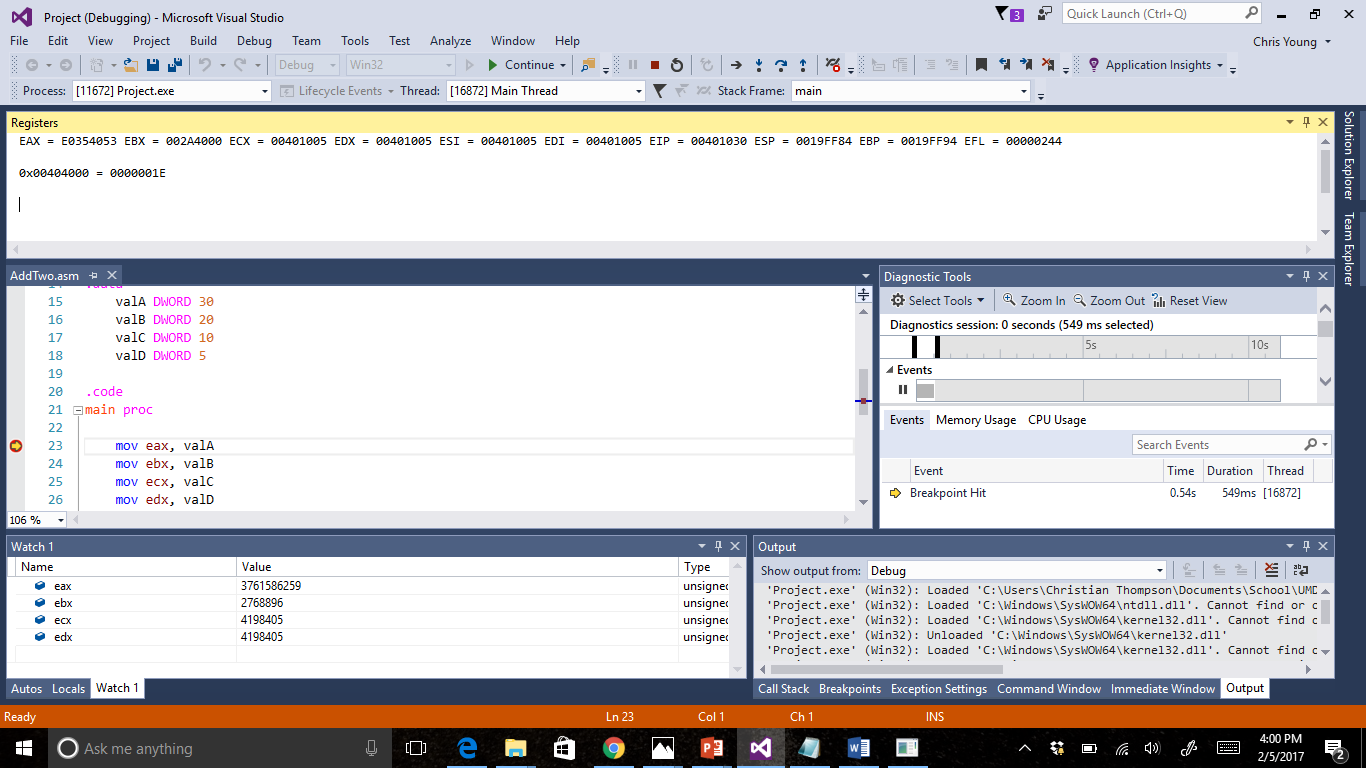 Project (Debugging) - Microsoft Visual Studio
3
Quick Launch (Ctrl+Q)
File Edit View Project Build Debug Team Tools Test Analyze Window Help
Chris Young
Debug Win32 Continue Application Insights
Process: [11672] Project.exe Lifecycle Events Thread: [16872] Main Thread Stack Frame: main
Registers
EAX = E0354053 EBX = 002A4000 ECX = 00401005 EDX = 00401005 ESI = 00401005 EDI = 00401005 EIP = 00401030 ESP = 0019FF84 EBP = 0019FF94 EFL = 00000244
0x00404000 = 0000001E
Solution Explorer
Team Explorer
AddTwo.asm
15 valA DWORD 30
16 valB DWORD 20
17 valC DWORD 10
18 valD DWORD 5
19
20 .code
21 main proc
22
23 mov eax, valA
24 mov ebx, valB
25 mov ecx, valC
26 mov edx, valD
106 %
Diagnostic Tools
Select Tools Zoom In Zoom Out Reset View
Diagnostics session: 0 seconds (549 ms selected)
5s 10s
Events
Events Memory Usage CPU Usage
Search Events
Event Time Duration Thread
Breakpoint Hit 0.54s 549ms [16872]
Watch 1
Name Value Type
eax 3761586259 unsigned
ebx 2768896 unsigned
ecx 4198405 unsigned
edx 4198405 unsigned
Autos Locals Watch 1
Output
Show output from: Debug
'Project.exe' (Win32): Loaded 'C:\Users\Christian Thompson\Documents\School\UMD
'Project.exe' (Win32): Loaded 'C:\Windows\SysWOW64\ntdll.dll'. Cannot find or o
'Project.exe' (Win32): Loaded 'C:\Windows\SysWOW64\kernel32.dll'. Cannot find o
'Project.exe' (Win32): Unloaded 'C:\Windows\SysWOW64\kernel32.dll'
'Project.exe' (Win32): Loaded 'C:\Windows\SysWOW64\kernel32.dll'. Cannot find o
Call Stack Breakpoints Exception Settings Command Window Immediate Window Output
Ready Ln 23 Col 1 Ch 1 INS
Ask me anything
4:00 PM
2/5/2017
2